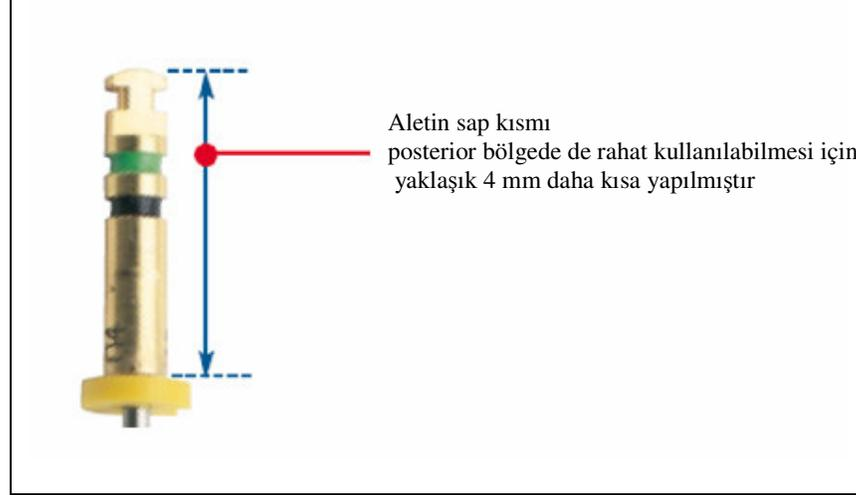 Aletin sap kısmı
posterior bölgede de rahat kullanılabilmesi için
yaklaşık 4 mm daha kısa yapılmıştır